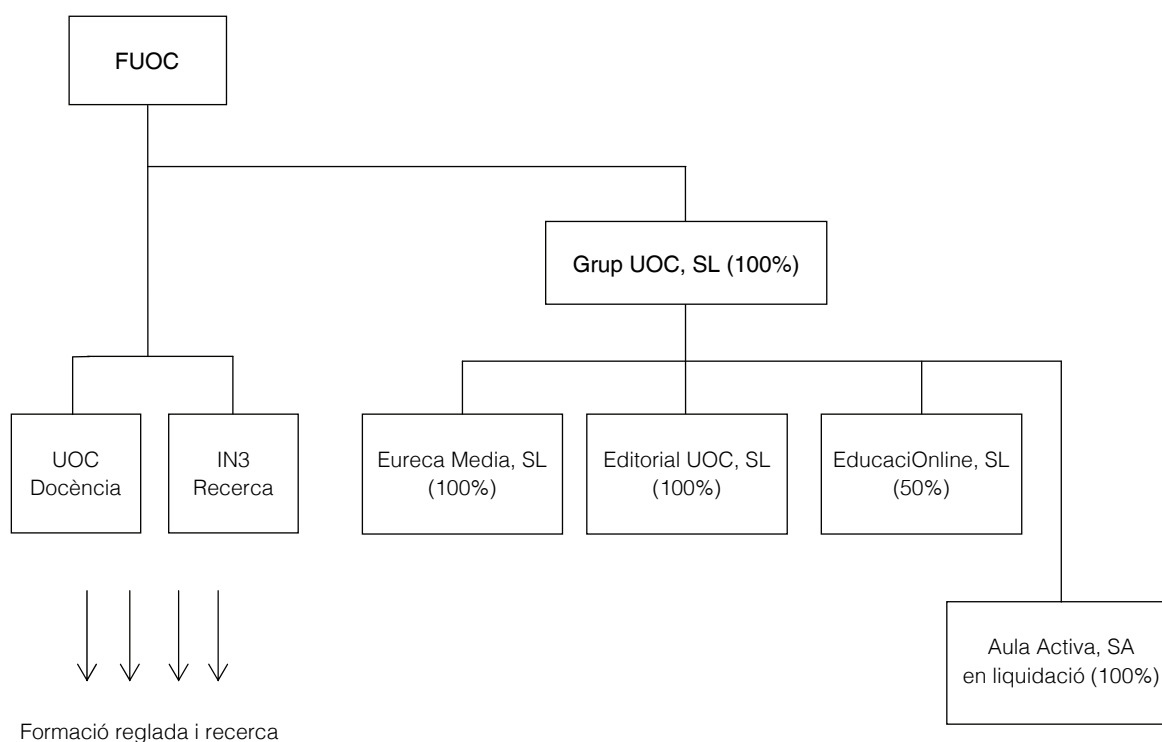 FUOC
Grup UOC, SL (100%)
UOC
Docència
IN3
Recerca
Eureca Media, SL
(100%)
Editorial UOC, SL
(100%)
EducaciOnline, SL
(50%)
Aula Activa, SA
en liquidació (100%)
Formació reglada i recerca